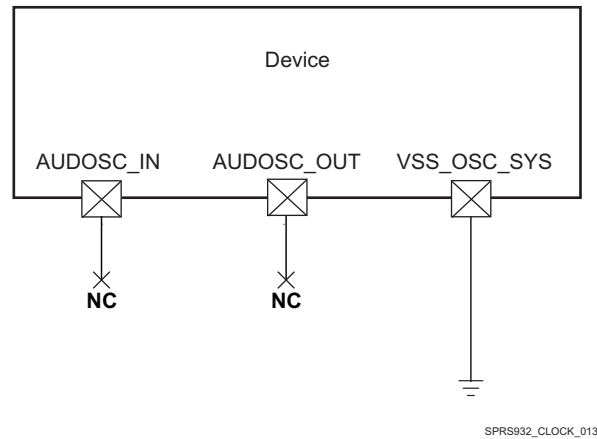 Device
AUDOSC_IN AUDOSC_OUT VSS_OSC_SYS
NC NC
SPRS932_CLOCK_013